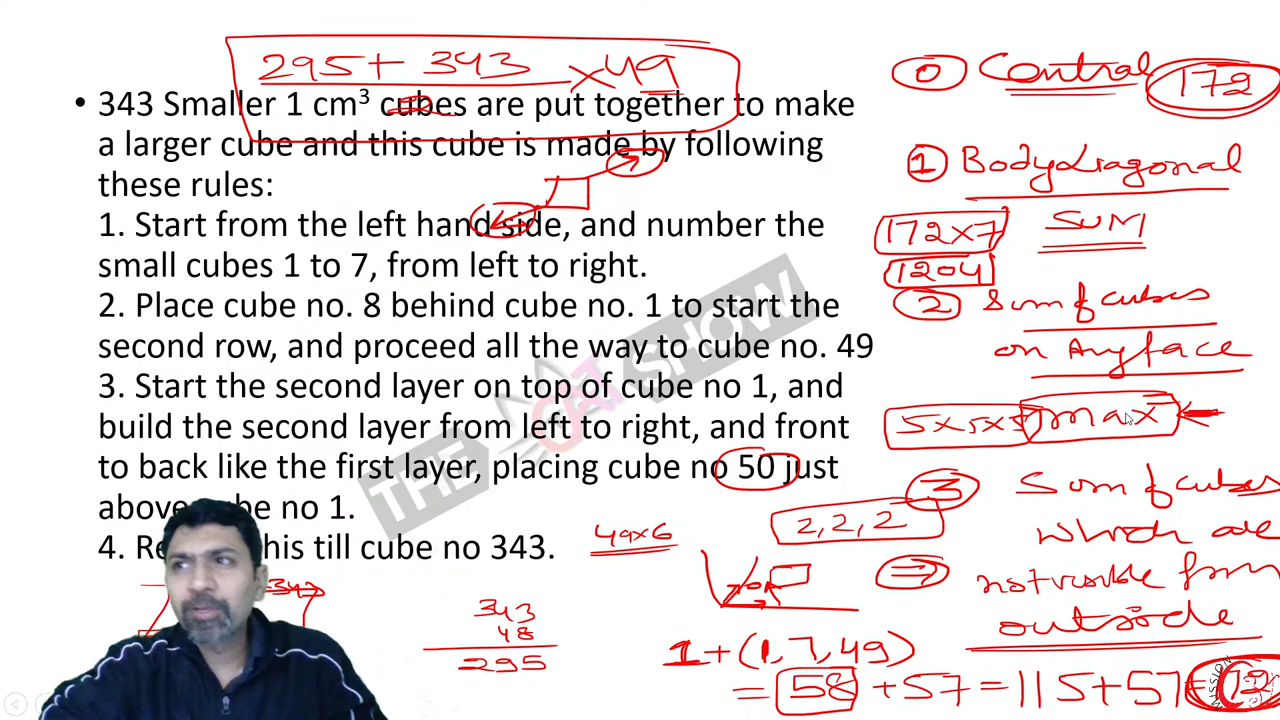 295+ 343 ×49
• 343 Smaller 1 cm³ cubes are put together to make
a larger cube and this cube is made by following
these rules:
1. Start from the left hand side, and number the
small cubes 1 to 7, from left to right.
2. Place cube no. 8 behind cube no. 1 to start the
second row, and proceed all the way to cube no. 49
3. Start the second layer on top of cube no 1, and
build the second layer from left to right, and front
to back like the first layer, placing cube no 50 just
above cube no 1.
4. his till cube no 343.
0 Central 172
1 Bodydiagonal
SUM
172×7
1204
2 Sum of cubes
on Any face
max
5×5×5
3 Sum of cubes
which are
⇒ not visible from
outside
2,2,2
49×6
343
343
48
295
1+(1,7,49)
= 58 +57 = 115+57=
THE CAT SHOW